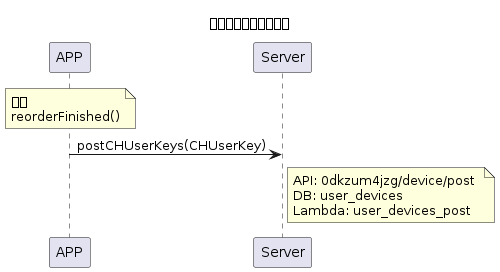 APP
Server
reorderFinished()
postCHUserKeys(CHUserKey)
API: 0dkzum4jzg/device/post
DB: user_devices
Lambda: user_devices_post
APP
Server